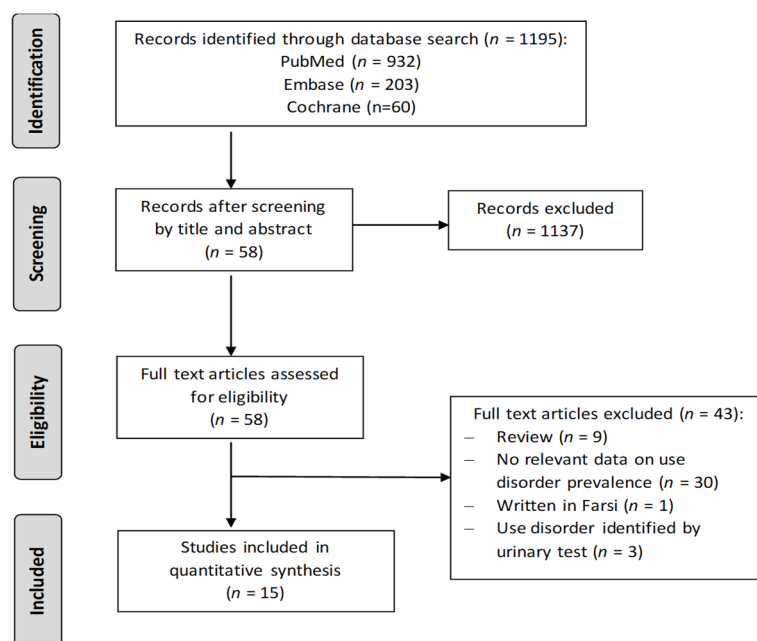 Identification
Records identified through database search (n = 1195):
PubMed (n = 932)
Embase (n = 203)
Cochrane (n=60)
Screening
Records after screening
by title and abstract
(n = 58)
Records excluded
(n = 1137)
Eligibility
Full text articles assessed
for eligibility
(n = 58)
Full text articles excluded (n = 43):
– Review (n = 9)
– No relevant data on use
disorder prevalence (n = 30)
– Written in Farsi (n = 1)
– Use disorder identified by
urinary test (n = 3)
Included
Studies included in
quantitative synthesis
(n = 15)